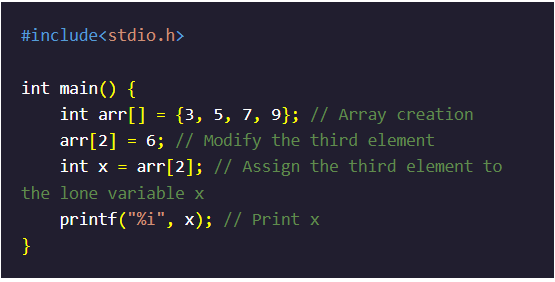 #include<stdio.h>
int main() {
    int arr[] = {3, 5, 7, 9}; // Array creation
    arr[2] = 6; // Modify the third element
    int x = arr[2]; // Assign the third element to
the lone variable x
    printf("%i", x); // Print x
}